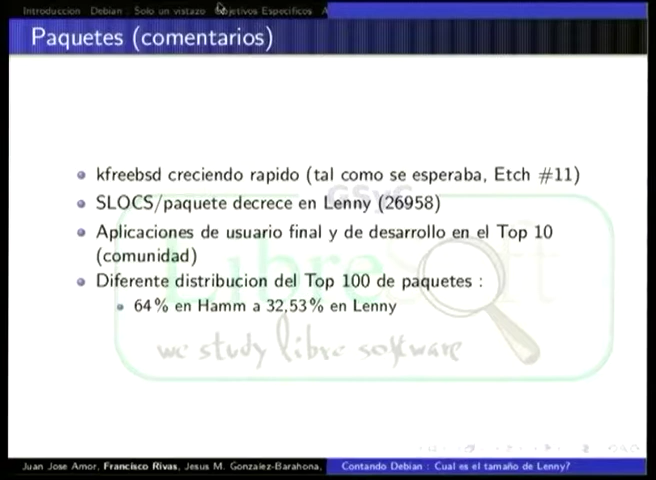 Introduccion Debian Solo un vistazo Objetivos Especificos A
Paquetes (comentarios)
kfreebsd creciendo rapido (tal como se esperaba, Etch #11)
GSyC
SLOCS/paquete decrece en Lenny (26958)
Aplicaciones de usuario final y de desarrollo en el Top 10
(comunidad)
Diferente distribucion del Top 100 de paquetes :
LibreSoft
64% en Hamm a 32,53% en Lenny
we study libre software
Juan Jose Amor, Francisco Rivas, Jesus M. Gonzalez-Barahona,
Contando Debian : Cual es el tamaño de Lenny?